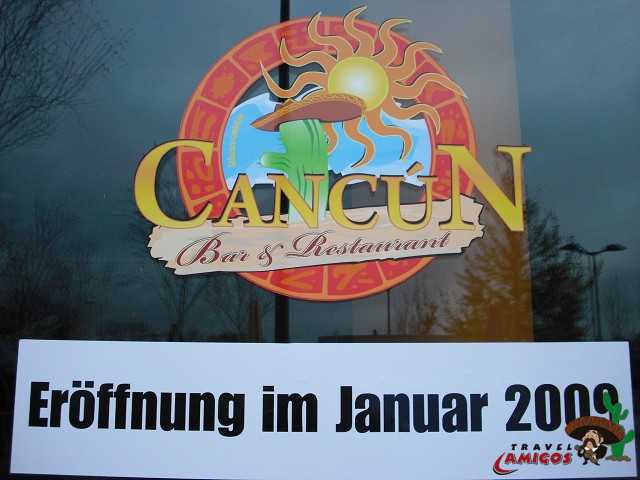 CANCÚN
Bar & Restaurant
Eröffnung im Januar 2009
TRAVEL
AMIGOS